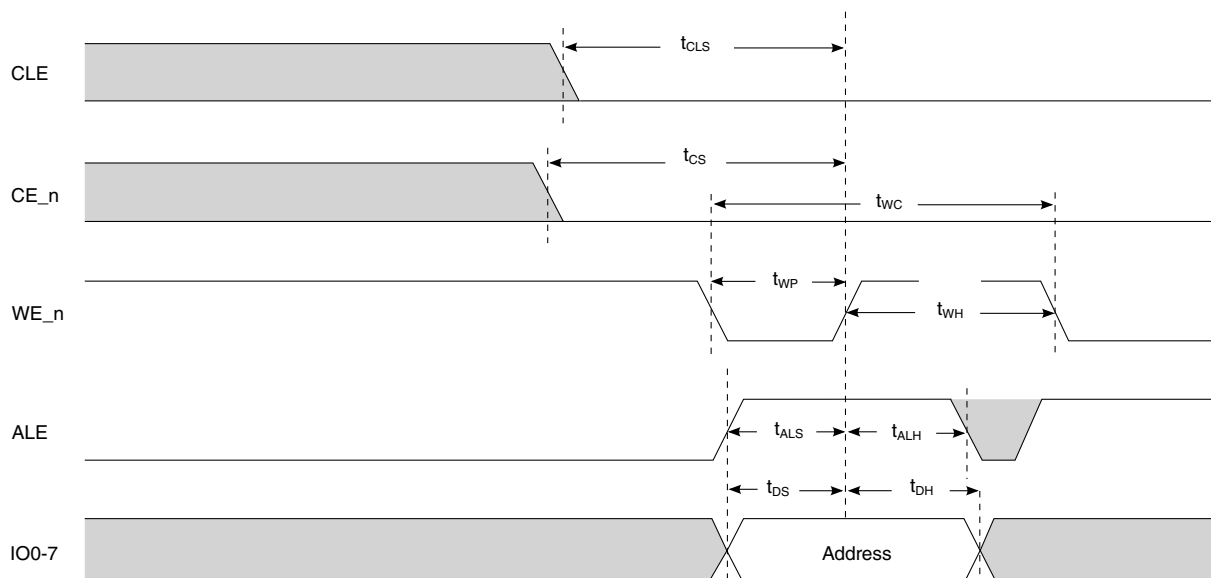 CLE
tCLS
CE_n
tCS
tWC
WE_n
tWP
tWH
ALE
tALS
tALH
tDS
tDH
IO0-7
Address